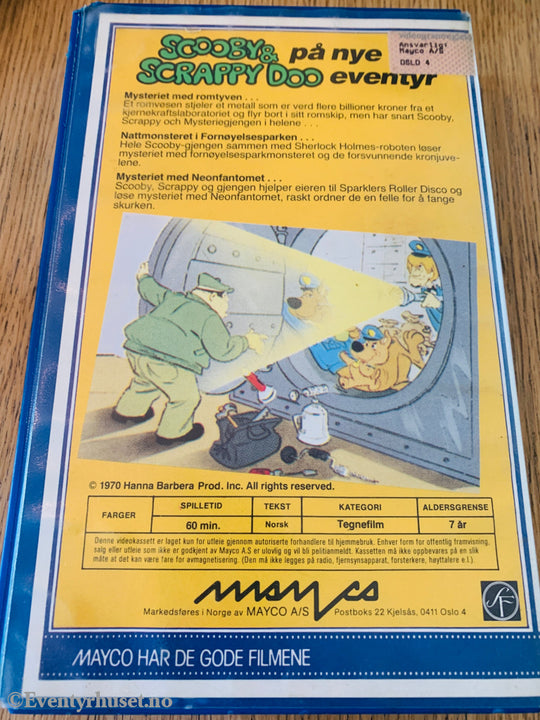 SCOOBY&
SCRAPPY DOO
på nye
eventyr
Ansvarlig:
Mayco A/S
OSLO 4
Mysteriet med romtyven . . .
Et romvesen stjeler et metall som er verd flere billioner kroner fra et
kjernekraftslaboratoriet og flyr bort i sitt romskip, men har snart Scooby,
Scrappy och Mysteriegjengen i helene . . .
Nattmonsteret i Fornøyelsesparken . . .
Hele Scooby-gjengen sammen med Sherlock Holmes-roboten løser
mysteriet med fornøyelsesparkmonsteret og de forsvunnende kronjuve-
lene.
Mysteriet med Neonfantomet . . .
Scooby, Scrappy og gjengen hjelper eieren til Sparklers Roller Disco og
løse mysteriet med Neonfantomet, raskt ordner de en felle for å fange
skurken.
© 1970 Hanna Barbera Prod. Inc. All rights reserved.
FARGER SPILLETID TEKST KATEGORI ALDERSGRENSE
60 min. Norsk Tegnefilm 7 år
Denne videokassett er laget kun for utleie gjennom autoriserte forhandlere til hjemmebruk. Enhver form for offentlig framvisning,
salg eller utleie som ikke er godkjent av Mayco A.S er ulovlig og vil bli politianmeldt. Kassetten må ikke oppbevares på en slik
måte at det kan være fare for avmagnetisering. (Den må ikke legges på radio, fjernsynsapparat, forsterkere, høyttalere e.l.).
mayco
Markedsføres i Norge av MAYCO A/S Postboks 22 Kjelsås, 0411 Oslo 4
SF
MAYCO HAR DE GODE FILMENE
©Eventyrhuset.no